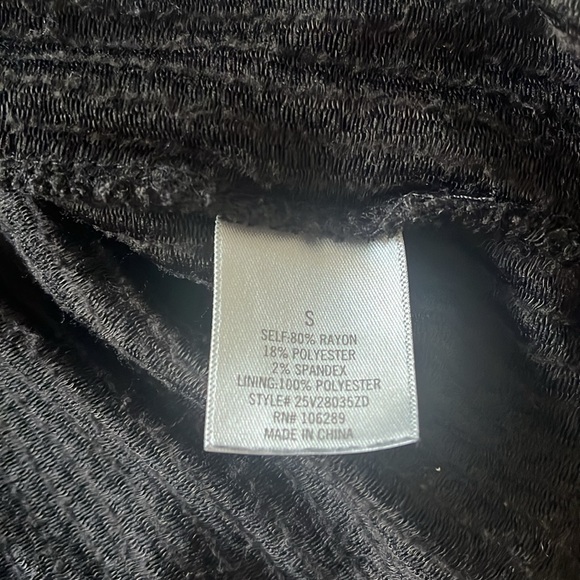 S
SELF:80% RAYON
18% POLYESTER
2% SPANDEX
LINING:100% POLYESTER
STYLE# 25V28035ZD
RN# 106289
MADE IN CHINA